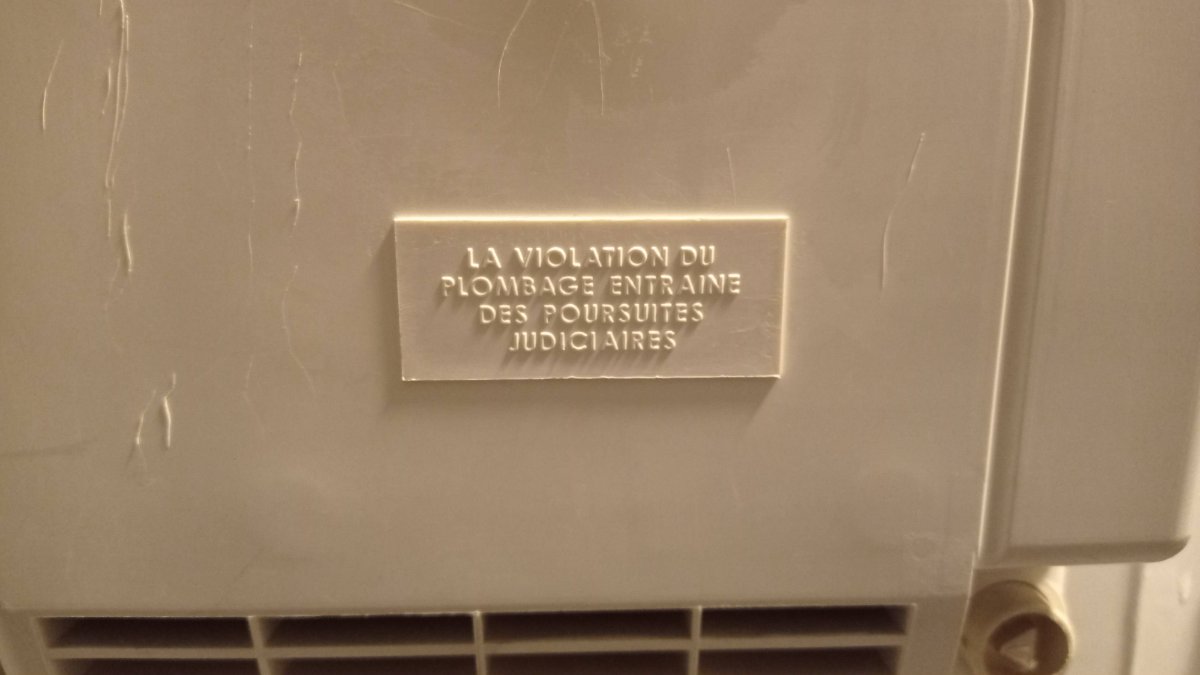 LA VIOLATION DU
PLOMBAGE ENTRAINE
DES POURSUITES
JUDICIAIRES